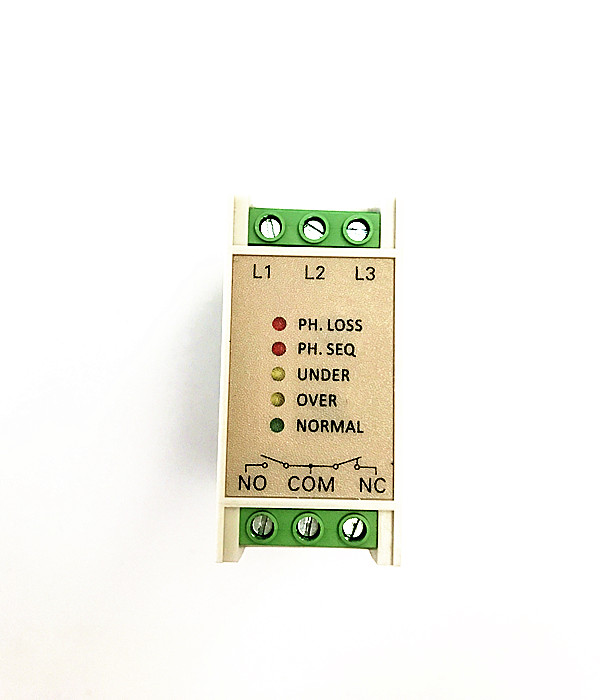 L1 L2 L3
PH. LOSS
PH. SEQ
UNDER
OVER
NORMAL
NO COM NC